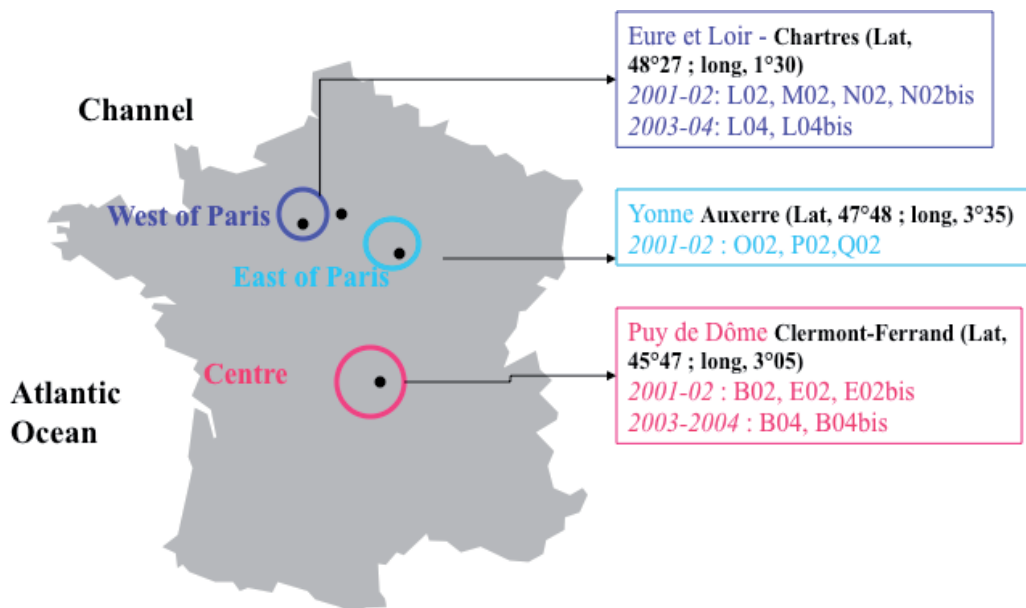 Channel
West of Paris
East of Paris
Centre
Atlantic
Ocean
Eure et Loir - Chartres (Lat,
48°27 ; long, 1°30)
2001-02: L02, M02, N02, N02bis
2003-04: L04, L04bis
Yonne Auxerre (Lat, 47°48 ; long, 3°35)
2001-02 : O02, P02,Q02
Puy de Dôme Clermont-Ferrand (Lat,
45°47 ; long, 3°05)
2001-02 : B02, E02, E02bis
2003-2004 : B04, B04bis